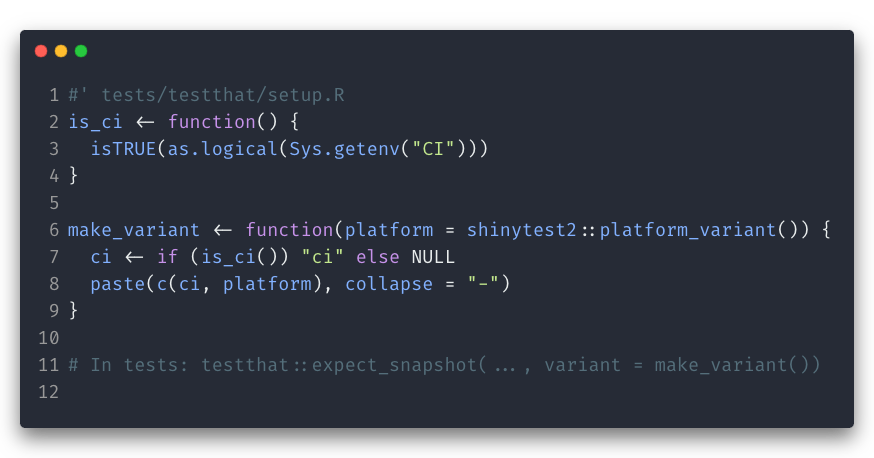 1 #' tests/testthat/setup.R
2 is_ci <- function() {
3   isTRUE(as.logical(Sys.getenv("CI")))
4 }
5
6 make_variant <- function(platform = shinytest2::platform_variant()) {
7   ci <- if (is_ci()) "ci" else NULL
8   paste(c(ci, platform), collapse = "-")
9 }
10
11 # In tests: testthat::expect_snapshot(..., variant = make_variant())
12